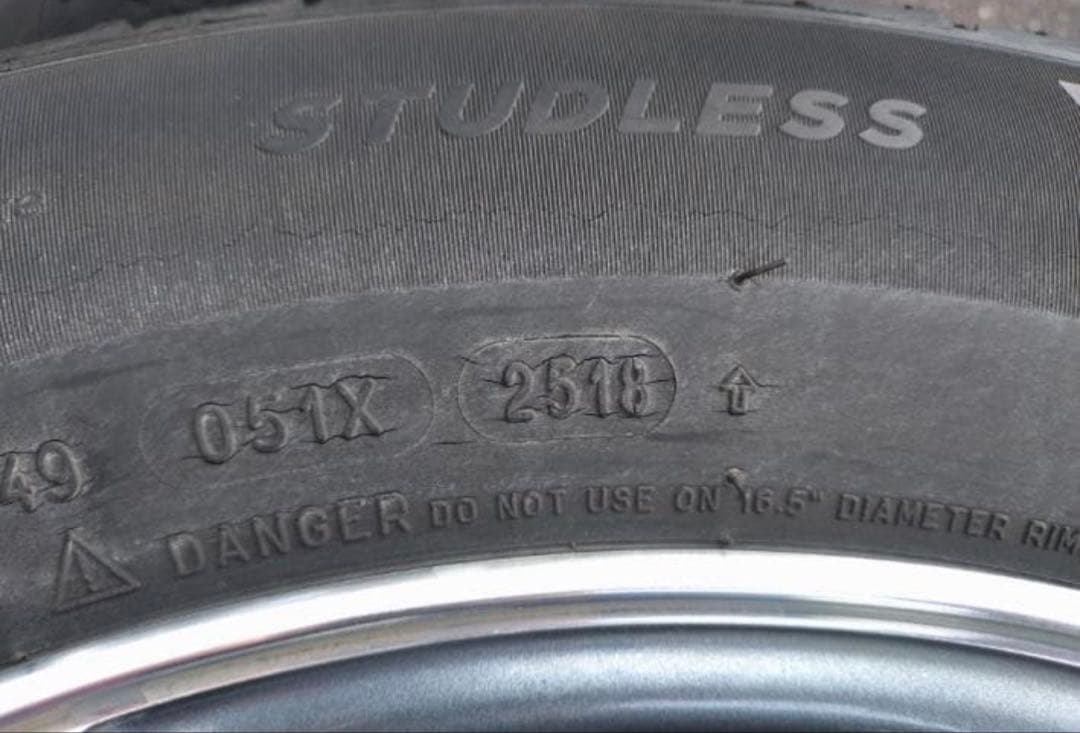 STUDLESS
49 051X 2518
DANGER DO NOT USE ON 16.5" DIAMETER RIM